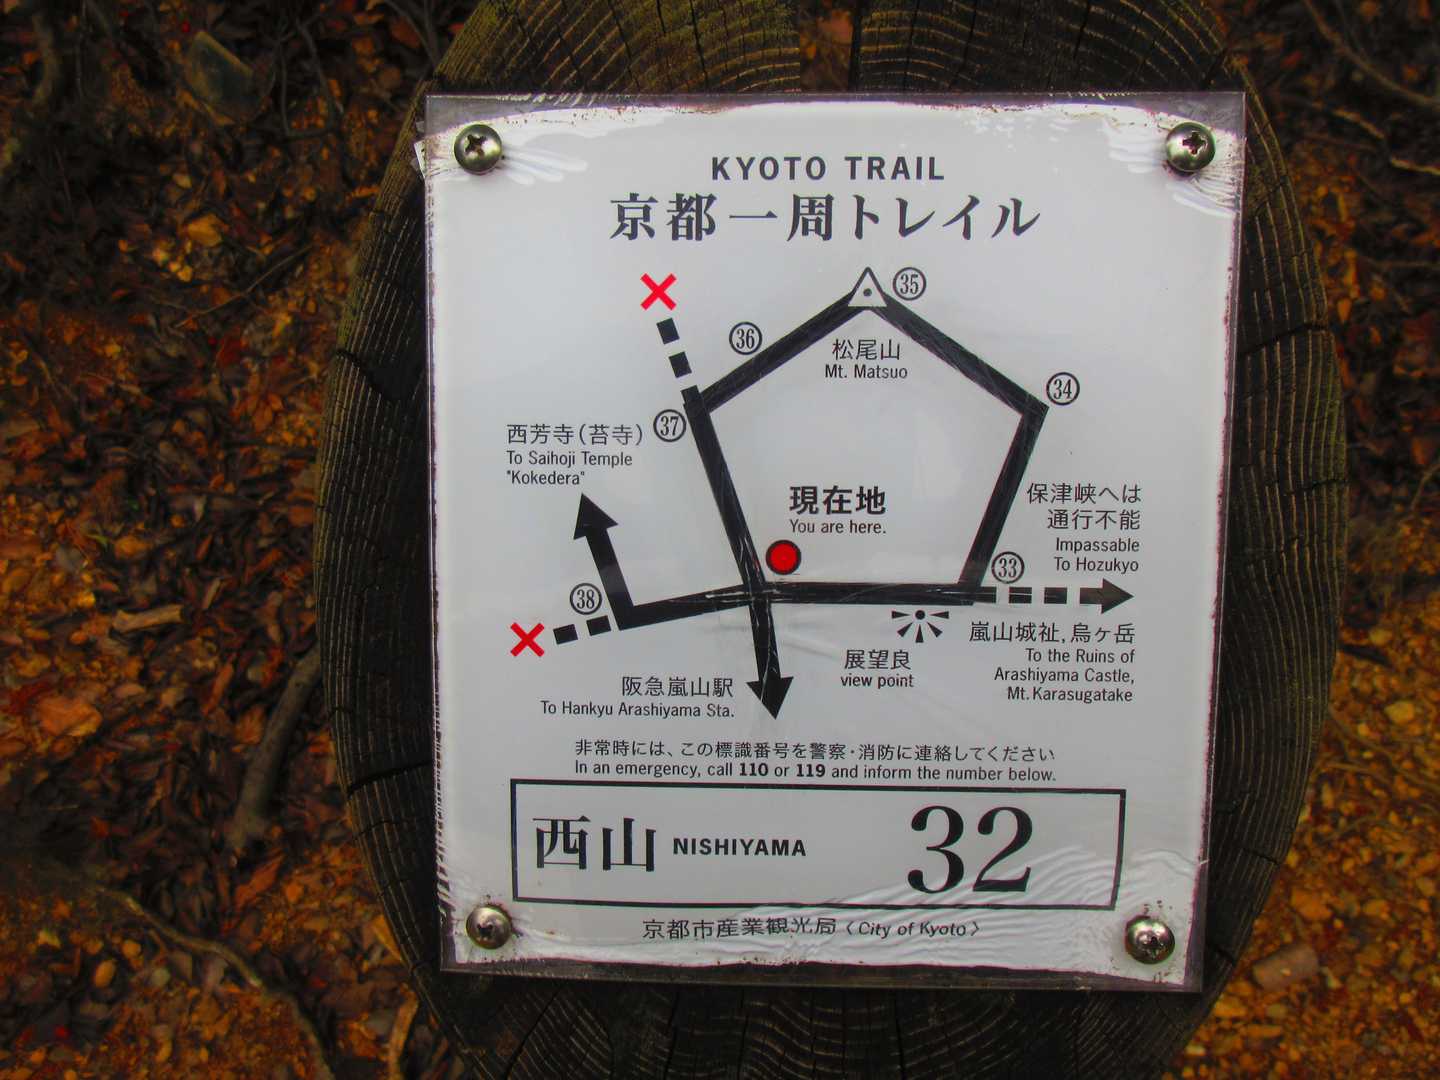 KYOTO TRAIL
京都一周トレイル
㉟
㊱
松尾山
Mt. Matsuo
㉞
㊲
西芳寺(苔寺)
To Saihoji Temple
"Kokedera"
現在地
You are here.
保津峡へは
通行不能
Impassable
To Hozukyo
㉝
㊳
嵐山城祉,烏ヶ岳
To the Ruins of
Arashiyama Castle,
Mt.Karasugatake
展望良
view point
阪急嵐山駅
To Hankyu Arashiyama Sta.
非常時には、この標識番号を警察・消防に連絡してください
In an emergency, call 110 or 119 and inform the number below.
西山 NISHIYAMA 32
京都市産業観光局〈City of Kyoto〉